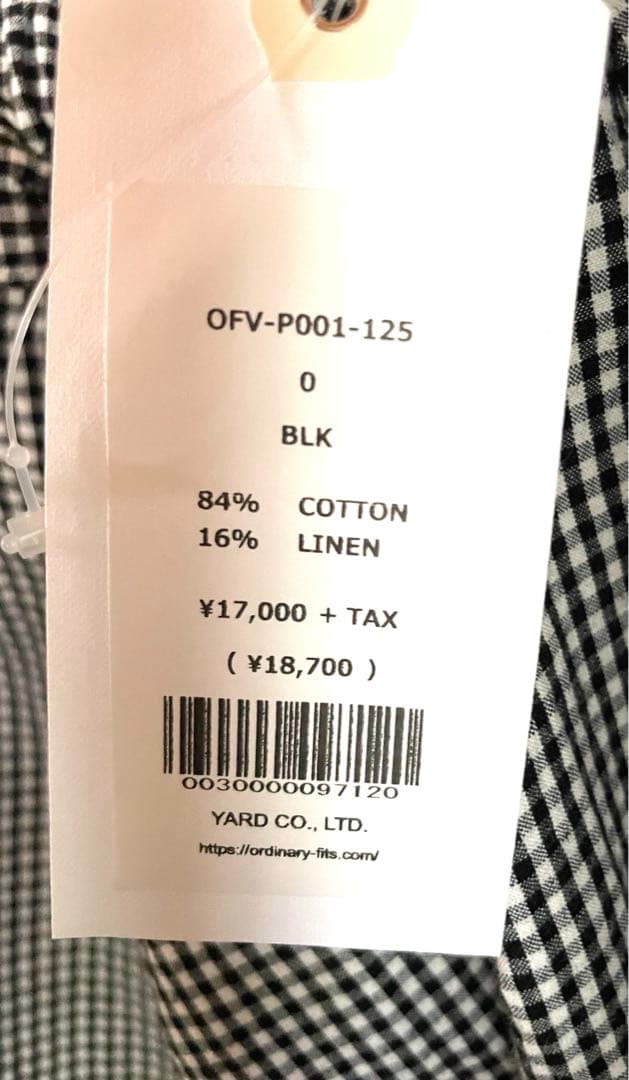 OFV-P001-125
0
BLK
84% COTTON
16% LINEN
¥17,000 + TAX
( ¥18,700 )
0030000097120
YARD CO., LTD.
https://ordinary-fits.com/